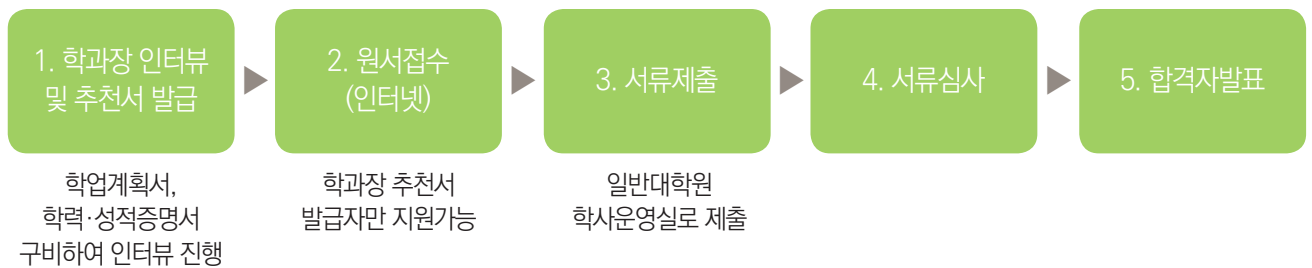 1. 학과장 인터뷰
및 추천서 발급
2. 원서접수
(인터넷)
3. 서류제출
4. 서류심사
5. 합격자발표
학업계획서,
학력·성적증명서
구비하여 인터뷰 진행
학과장 추천서
발급자만 지원가능
일반대학원
학사운영실로 제출